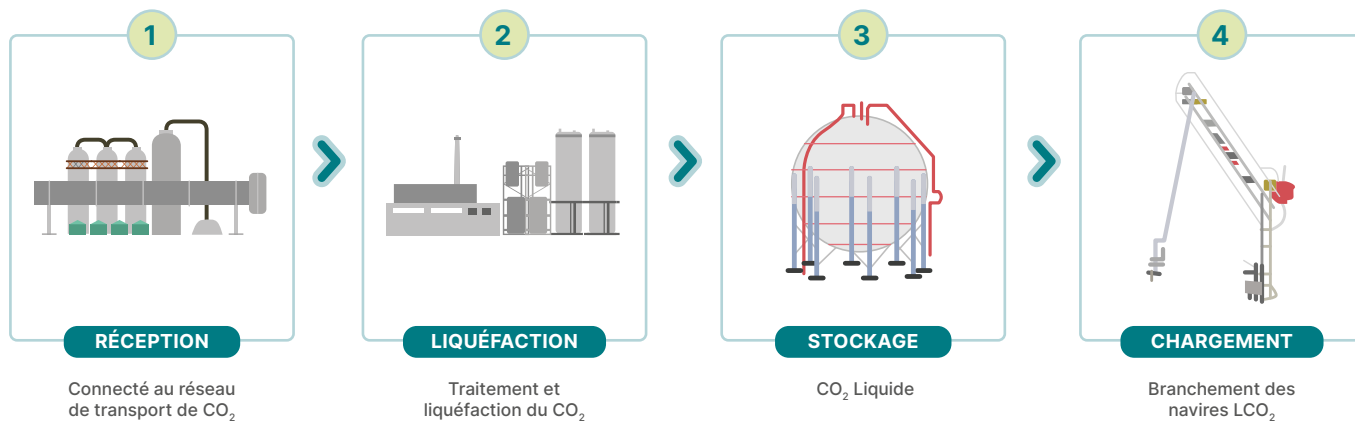 1
RÉCEPTION
Connecté au réseau
de transport de CO₂
2
LIQUÉFACTION
Traitement et
liquéfaction du CO₂
3
STOCKAGE
CO₂ Liquide
4
CHARGEMENT
Branchement des
navires LCO₂